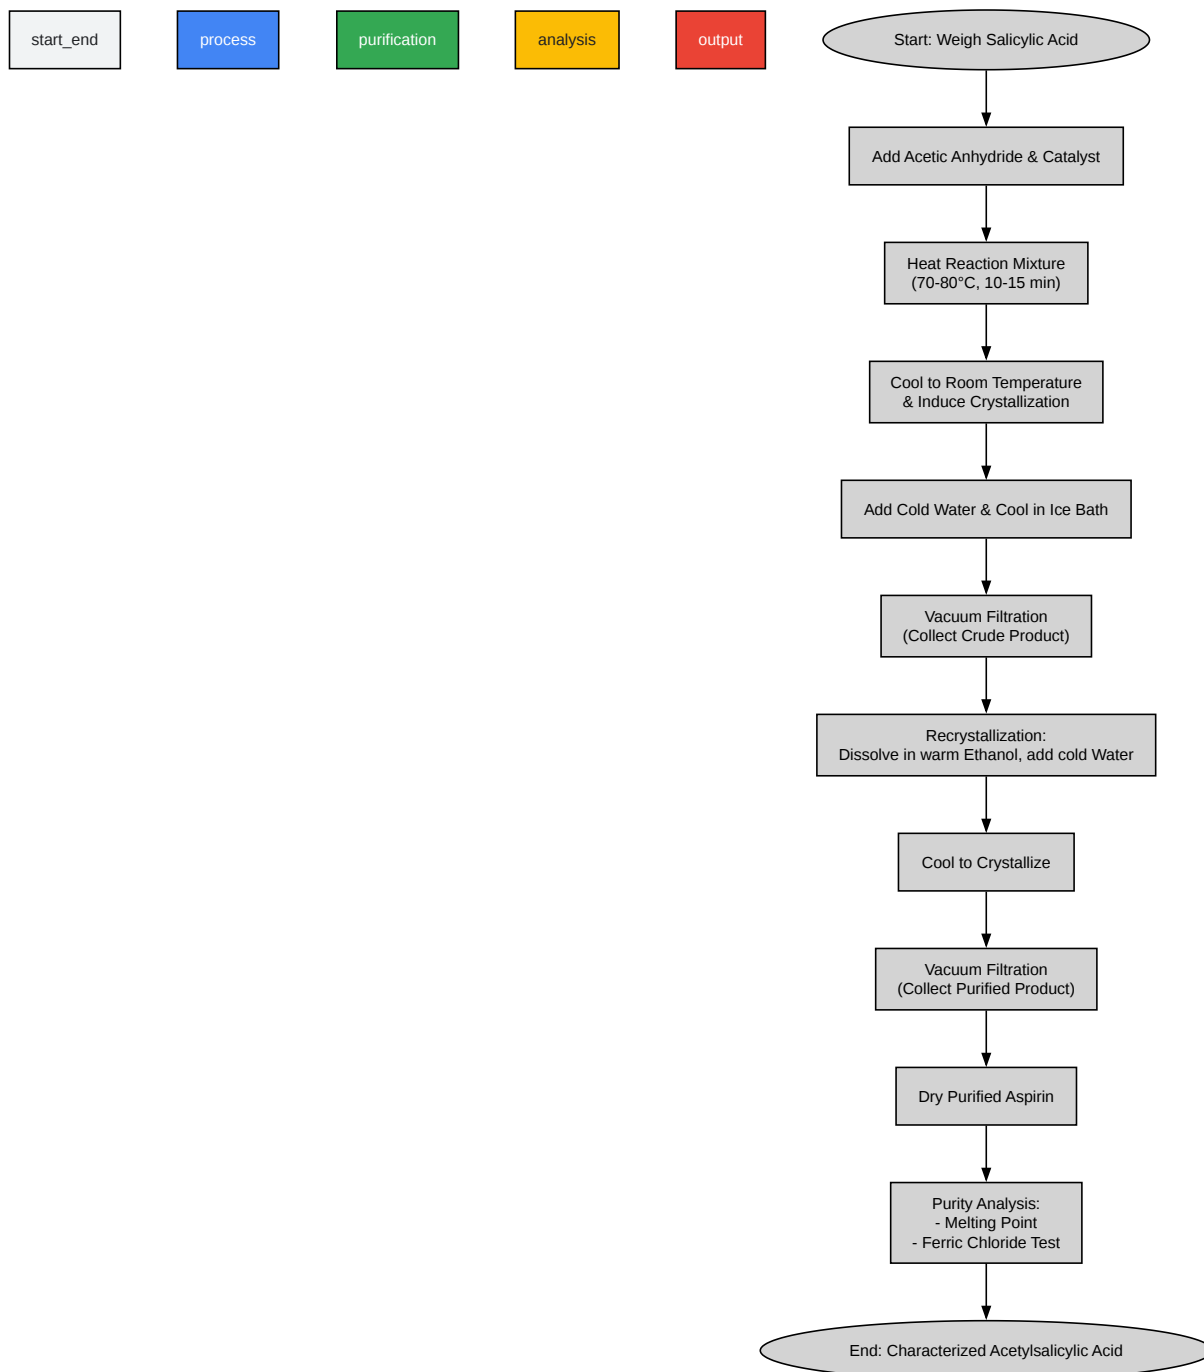 start_end
process
purification
analysis
output
Start: Weigh Salicylic Acid
Add Acetic Anhydride & Catalyst
Heat Reaction Mixture
(70-80°C, 10-15 min)
Cool to Room Temperature
& Induce Crystallization
Add Cold Water & Cool in Ice Bath
Vacuum Filtration
(Collect Crude Product)
Recrystallization:
Dissolve in warm Ethanol, add cold Water
Cool to Crystallize
Vacuum Filtration
(Collect Purified Product)
Dry Purified Aspirin
Purity Analysis:
- Melting Point
- Ferric Chloride Test
End: Characterized Acetylsalicylic Acid